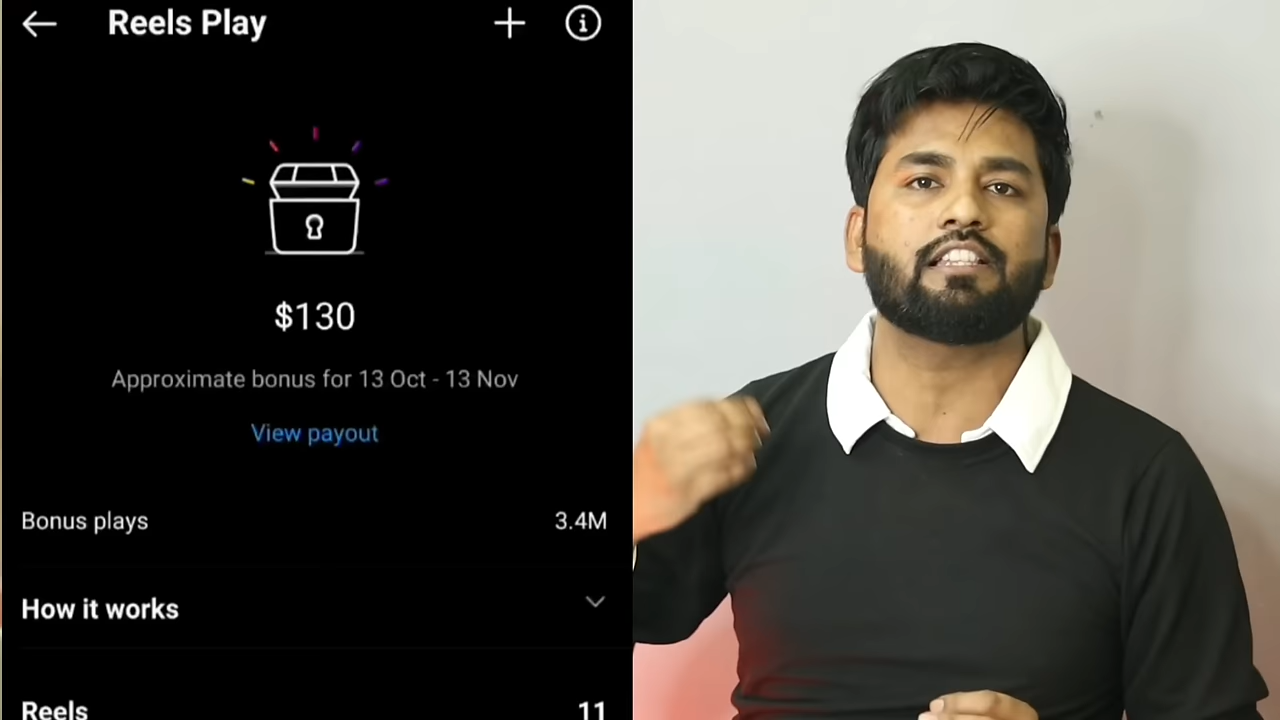 Reels Play
$130
Approximate bonus for 13 Oct - 13 Nov
View payout
Bonus plays 3.4M
How it works
Reels 11